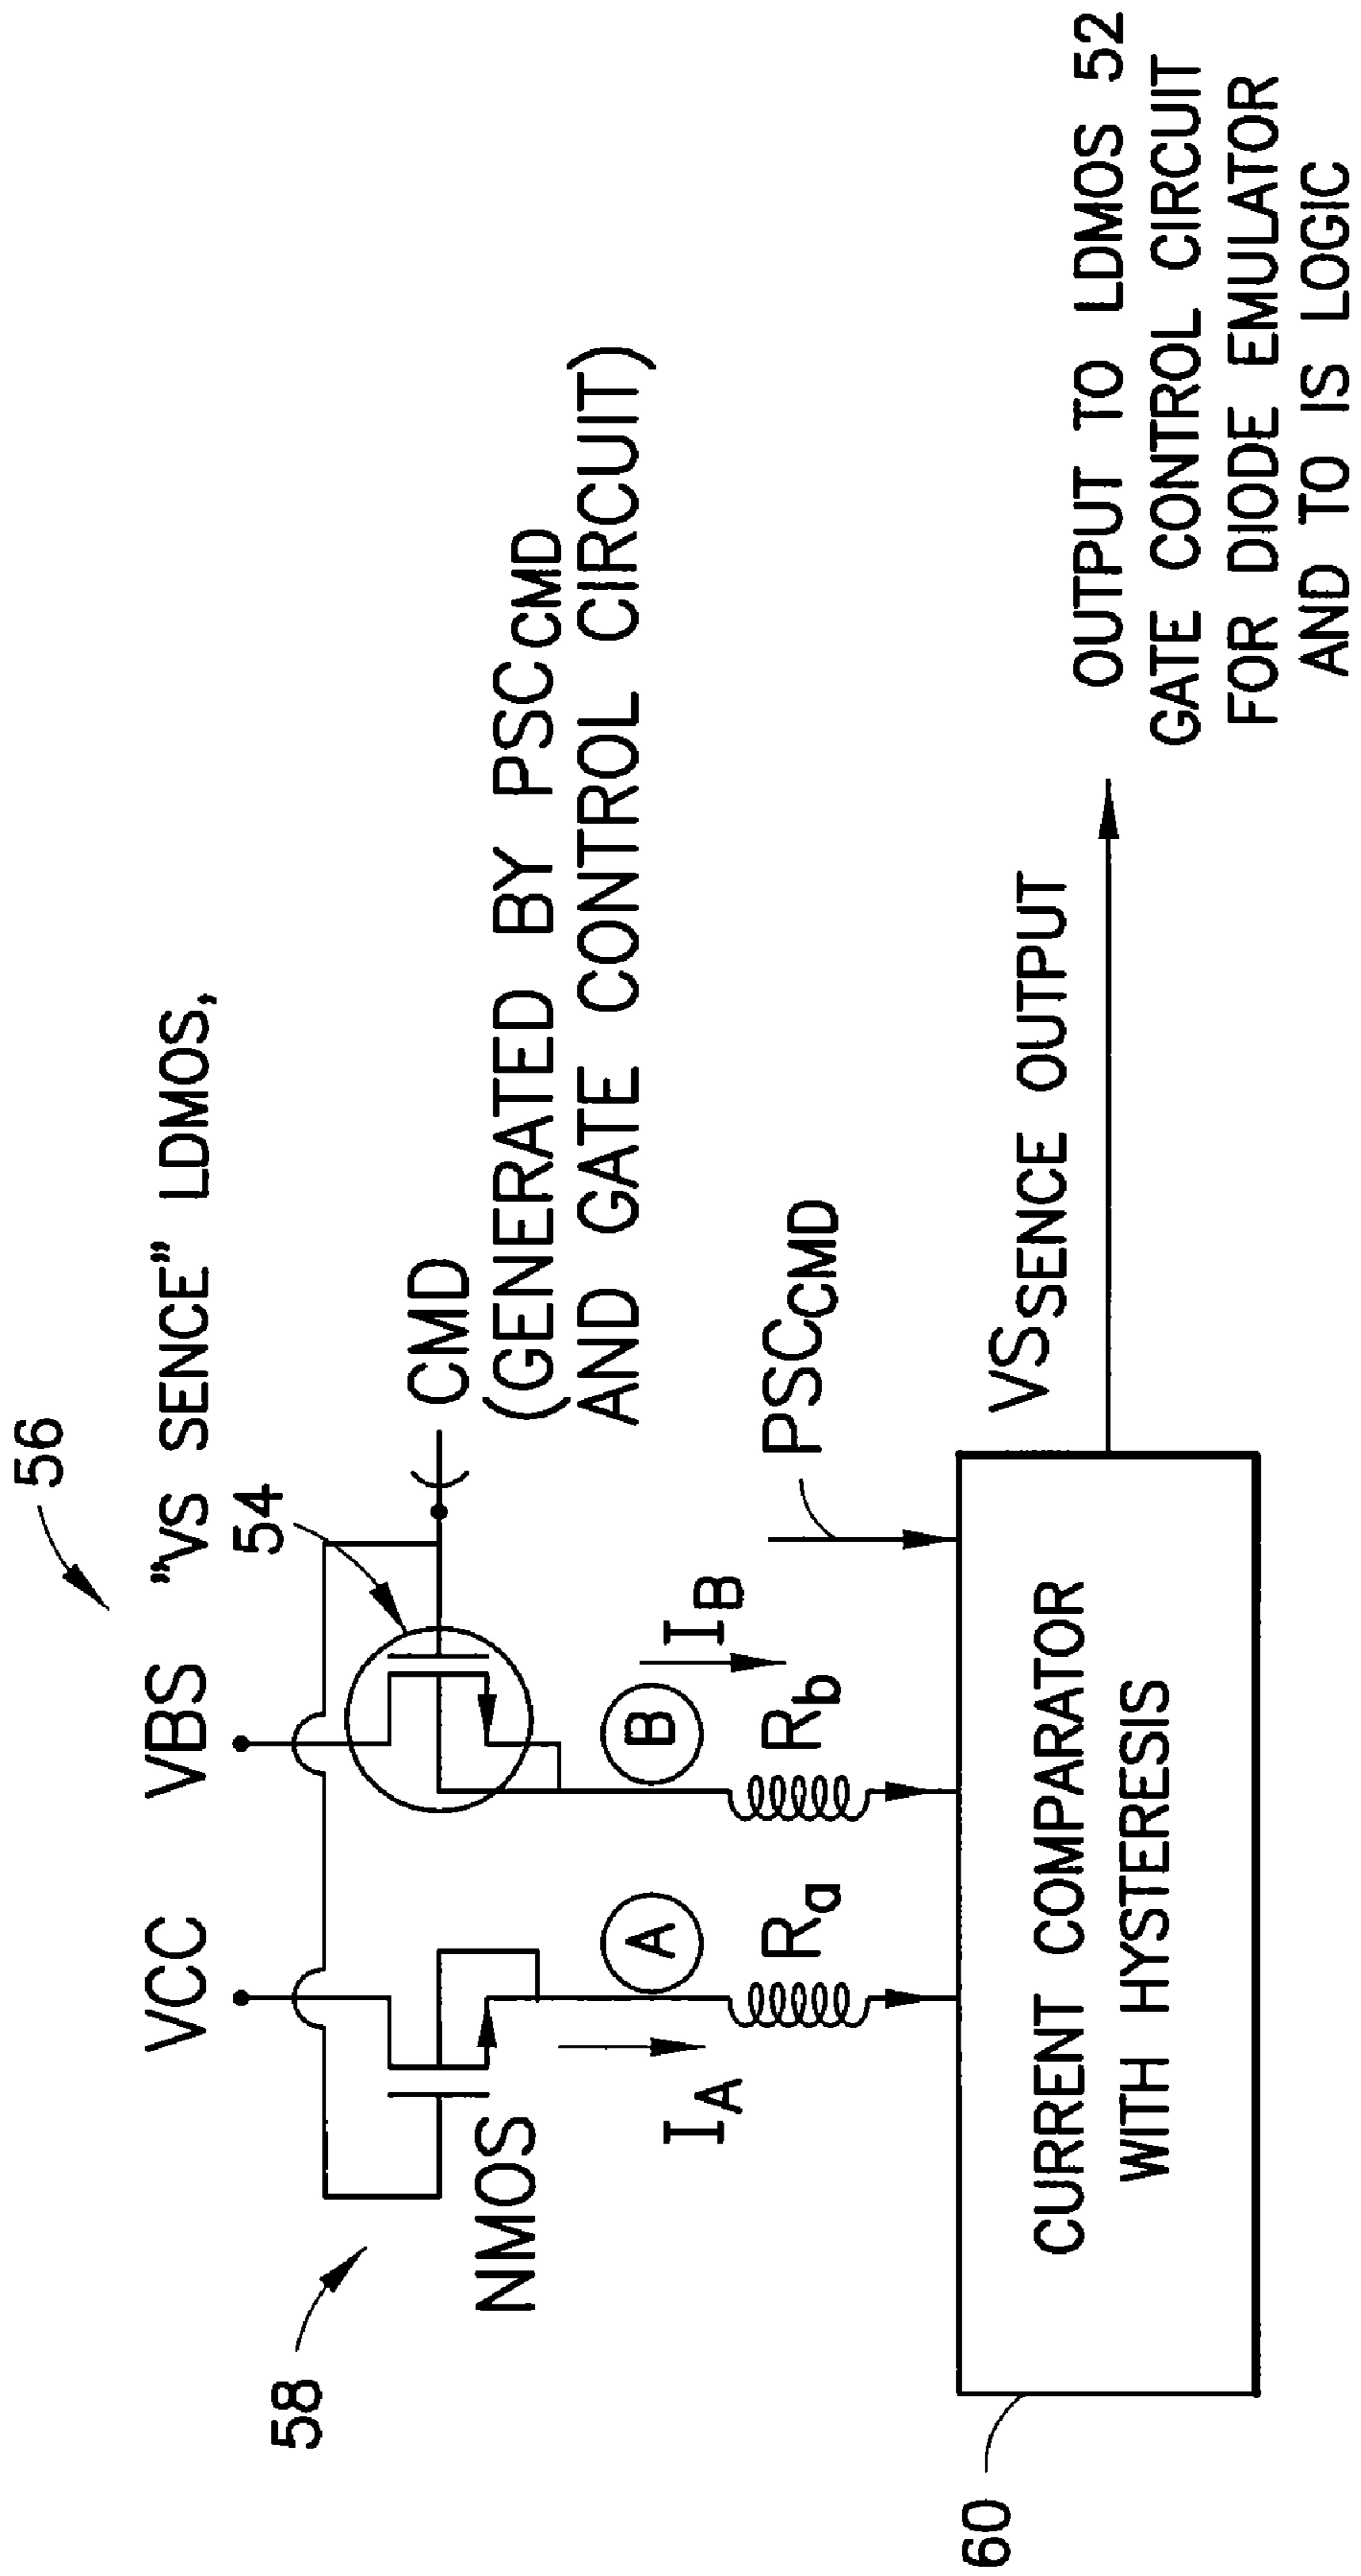 56
"VS SENCE" LDMOS,
VCC
VBS
54
58
NMOS
CMD
(GENERATED BY PSCCMD
AND GATE CONTROL CIRCUIT)
A
B
IA
IB
Ra
Rb
PSCCMD
60
CURRENT COMPARATOR
WITH HYSTERESIS
VSSENCE OUTPUT
OUTPUT TO LDMOS 52
GATE CONTROL CIRCUIT
FOR DIODE EMULATOR
AND TO IS LOGIC